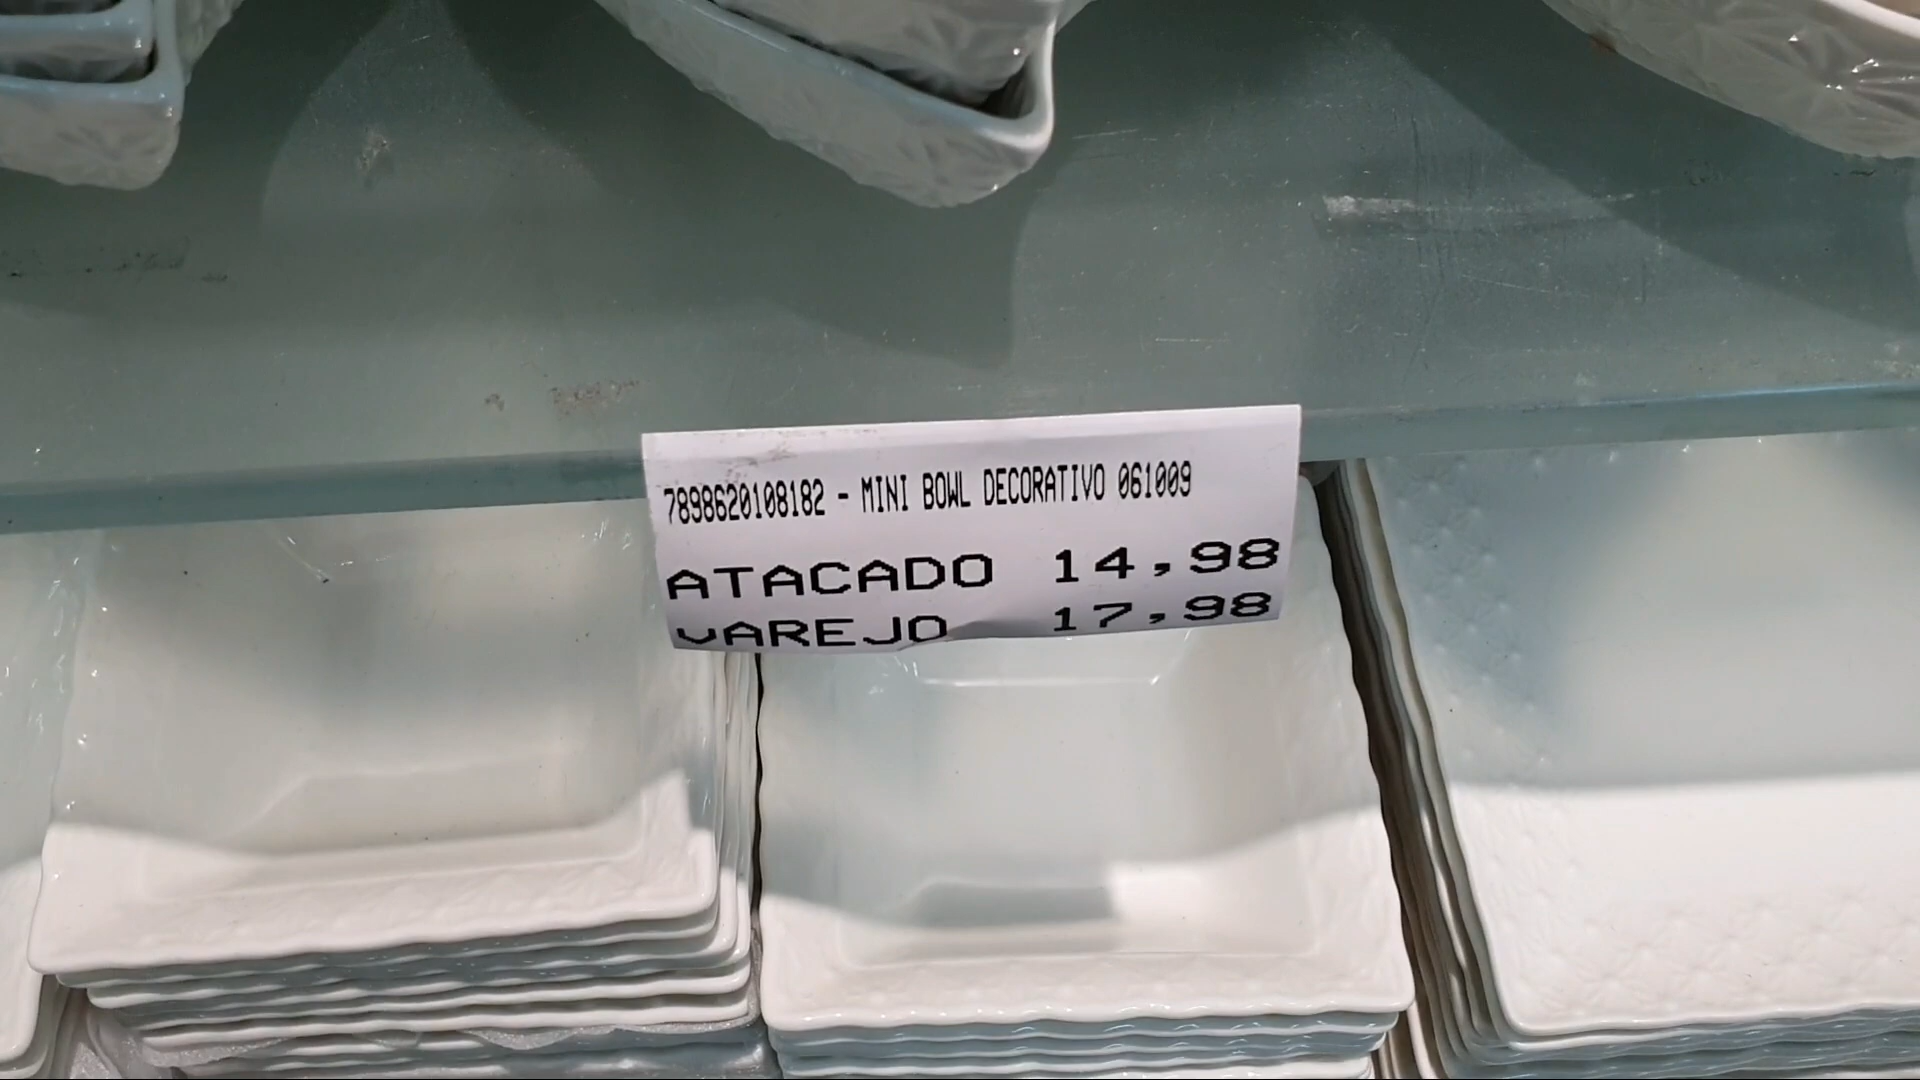 7898620108182 - MINI BOWL DECORATIVO 061009
ATACADO 14,98
VAREJO 17,98